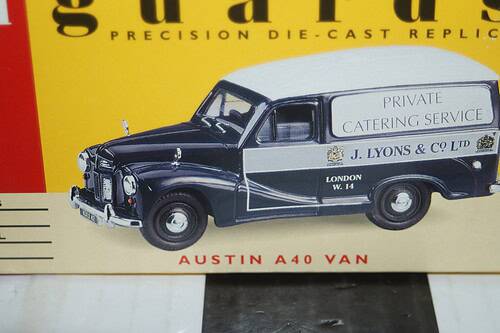 guards
PRECISION DIE-CAST REPLIC
PRIVATE
CATERING SERVICE
J. LYONS & CO. LTD
LONDON
W. 14
AUSTIN A40 VAN